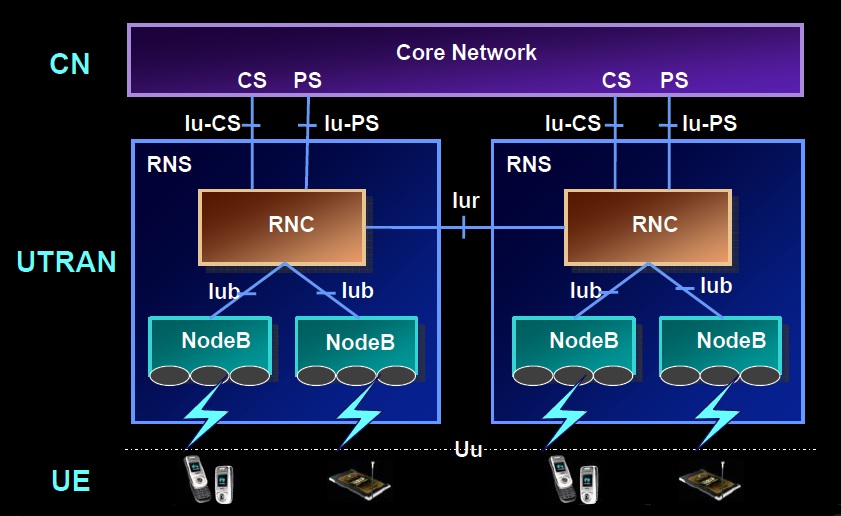 CN
Core Network
CS PS CS PS
Iu-CS Iu-PS Iu-CS Iu-PS
RNS RNS
Iur
RNC RNC
UTRAN
Iub Iub Iub Iub
NodeB NodeB NodeB NodeB
Uu
UE